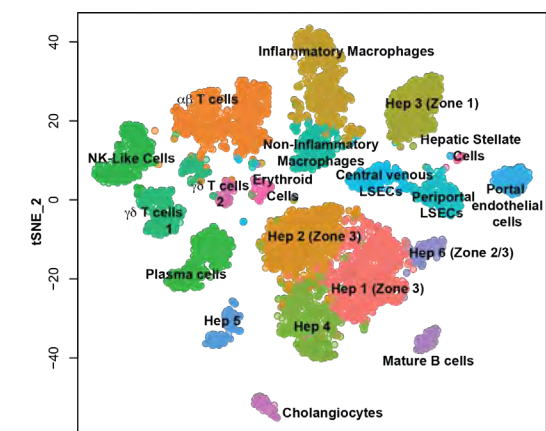 40
Inflammatory Macrophages
αβ T cells
Hep 3 (Zone 1)
20
Hepatic Stellate
Cells
NK-Like Cells
Non-Inflammatory
Macrophages
Central venous
LSECs
Erythroid
Cells
γδ T cells
2
Periportal
LSECs
Portal
endothelial
cells
0
tSNE_2
γδ T cells
1
Hep 2 (Zone 3)
Hep 6 (Zone 2/3)
Plasma cells
−20
Hep 1 (Zone 3)
Hep 5
Hep 4
−40
Mature B cells
Cholangiocytes